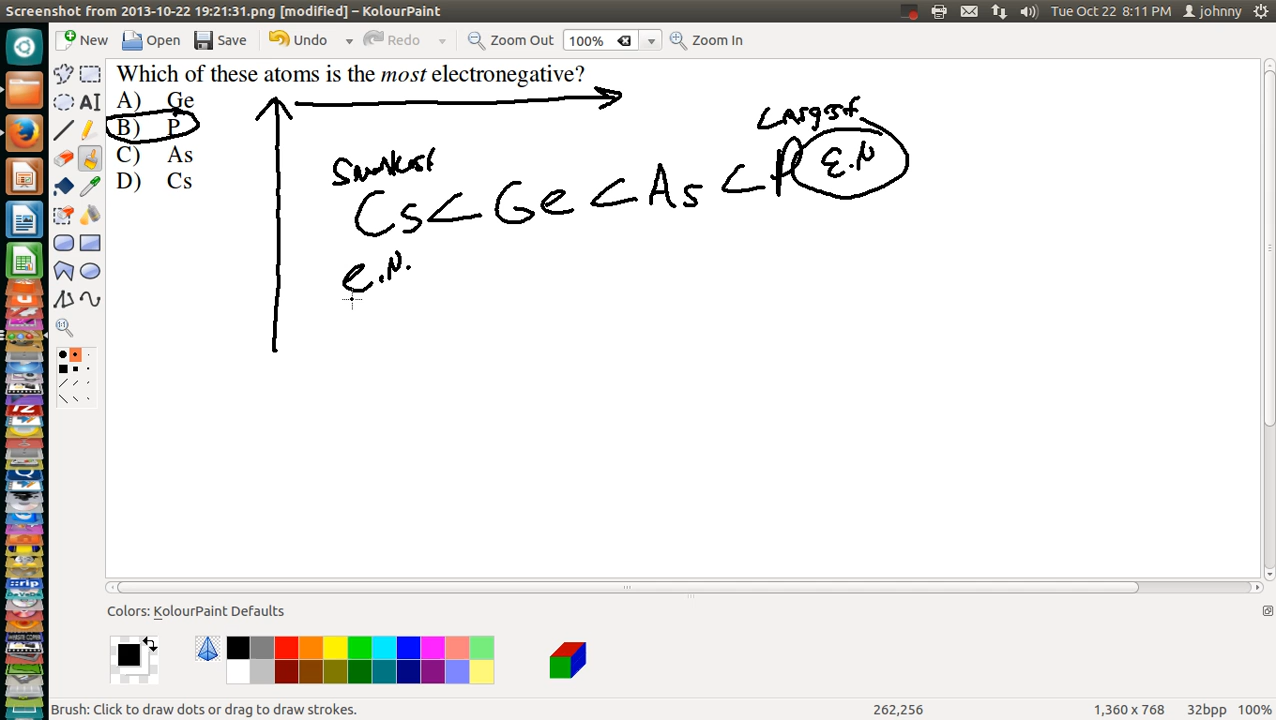 Screenshot from 2013-10-22 19:21:31.png [modified] – KolourPaint
Tue Oct 22 8:11 PM johnny
New Open Save Undo Redo Zoom Out 100% Zoom In
Which of these atoms is the most electronegative?
A) Ge
B) P
C) As
D) Cs
Largest
Smallest
Cs < Ge < As < P E.N
e.N.
Colors: KolourPaint Defaults
Brush: Click to draw dots or drag to draw strokes. 262,256 1,360 x 768 32bpp 100%